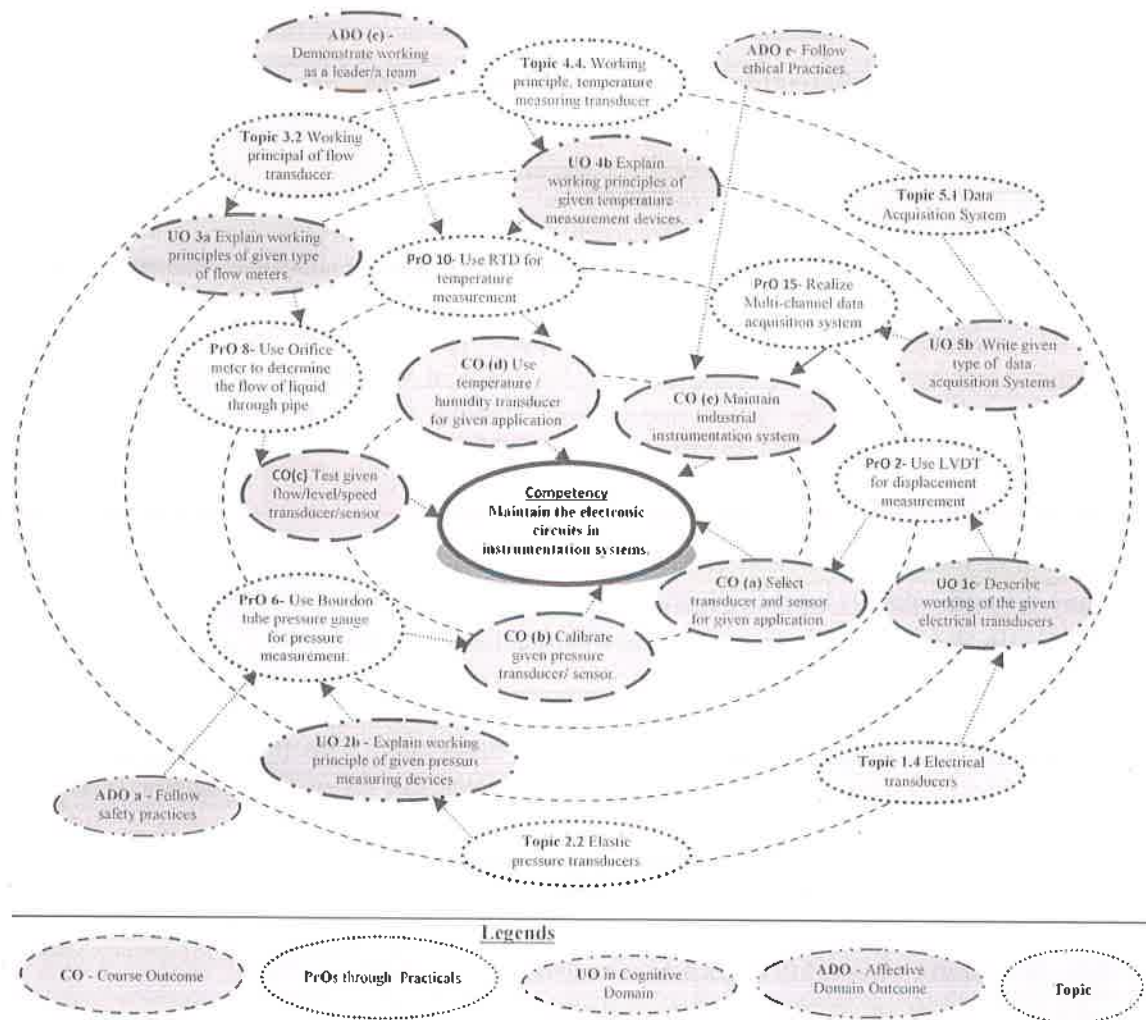 ADO (c) -
Demonstrate working
as a leader/a team
ADO e- Follow
ethical Practices
Topic 4.4. Working
principle, temperature
measuring transducer
Topic 3.2 Working
principal of flow
transducer.
UO 4b Explain
working principles of
given temperature
measurement devices.
Topic 5.1 Data
Acquisition System
UO 3a Explain working
principles of given type
of flow meters.
PrO 10- Use RTD for
temperature
measurement
PrO 15- Realize
Multi-channel data
acquisition system
PrO 8- Use Orifice
meter to determine
the flow of liquid
through pipe.
CO (d) Use
temperature /
humidity transducer
for given application
CO (e) Maintain
industrial
instrumentation system
UO 5b Write given
type of data
acquisition Systems
CO(c) Test given
flow/level/speed
transducer/sensor
Competency
Maintain the electronic
circuits in
instrumentation systems.
PrO 2- Use LVDT
for displacement
measurement
CO (a) Select
transducer and sensor
for given application
UO 1c- Describe
working of the given
electrical transducers
PrO 6- Use Bourdon
tube pressure gauge
for pressure
measurement.
CO (b) Calibrate
given pressure
transducer/ sensor.
UO 2b - Explain working
principle of given pressure
measuring devices
Topic 1.4 Electrical
transducers
ADO a - Follow
safety practices
Topic 2.2 Elastic
pressure transducers
Legends
CO - Course Outcome
PrOs through Practicals
UO in Cognitive
Domain
ADO - Affective
Domain Outcome
Topic